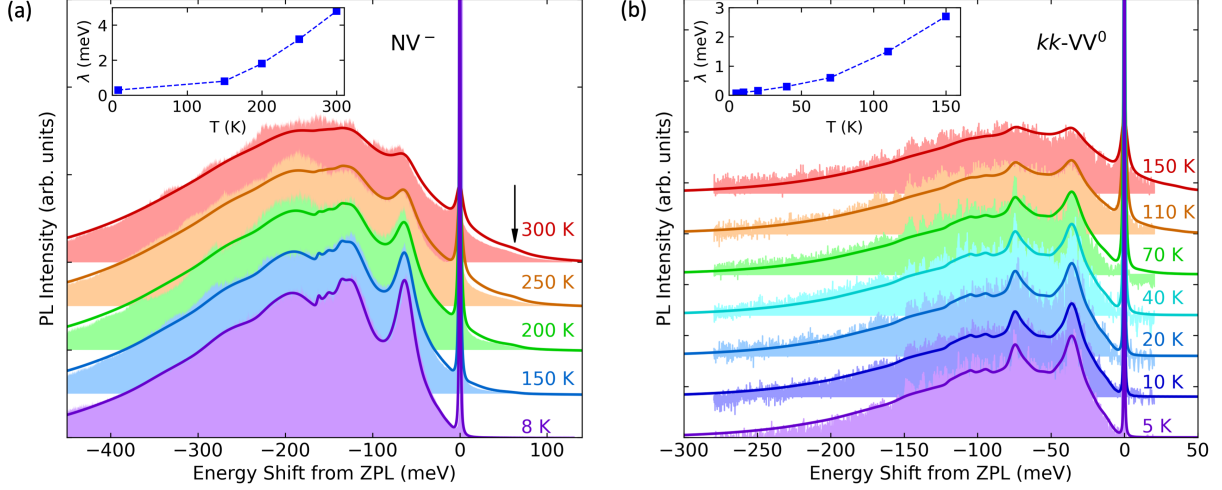 (a)
λ (meV)
4
2
0
0
100
200
300
T (K)
NV⁻
PL Intensity (arb. units)
300 K
250 K
200 K
150 K
8 K
−400
−300
−200
−100
0
100
Energy Shift from ZPL (meV)
(b)
λ (meV)
3
2
1
0
0
50
100
150
T (K)
kk-VV⁰
PL Intensity (arb. units)
150 K
110 K
70 K
40 K
20 K
10 K
5 K
−300
−250
−200
−150
−100
−50
0
50
Energy Shift from ZPL (meV)